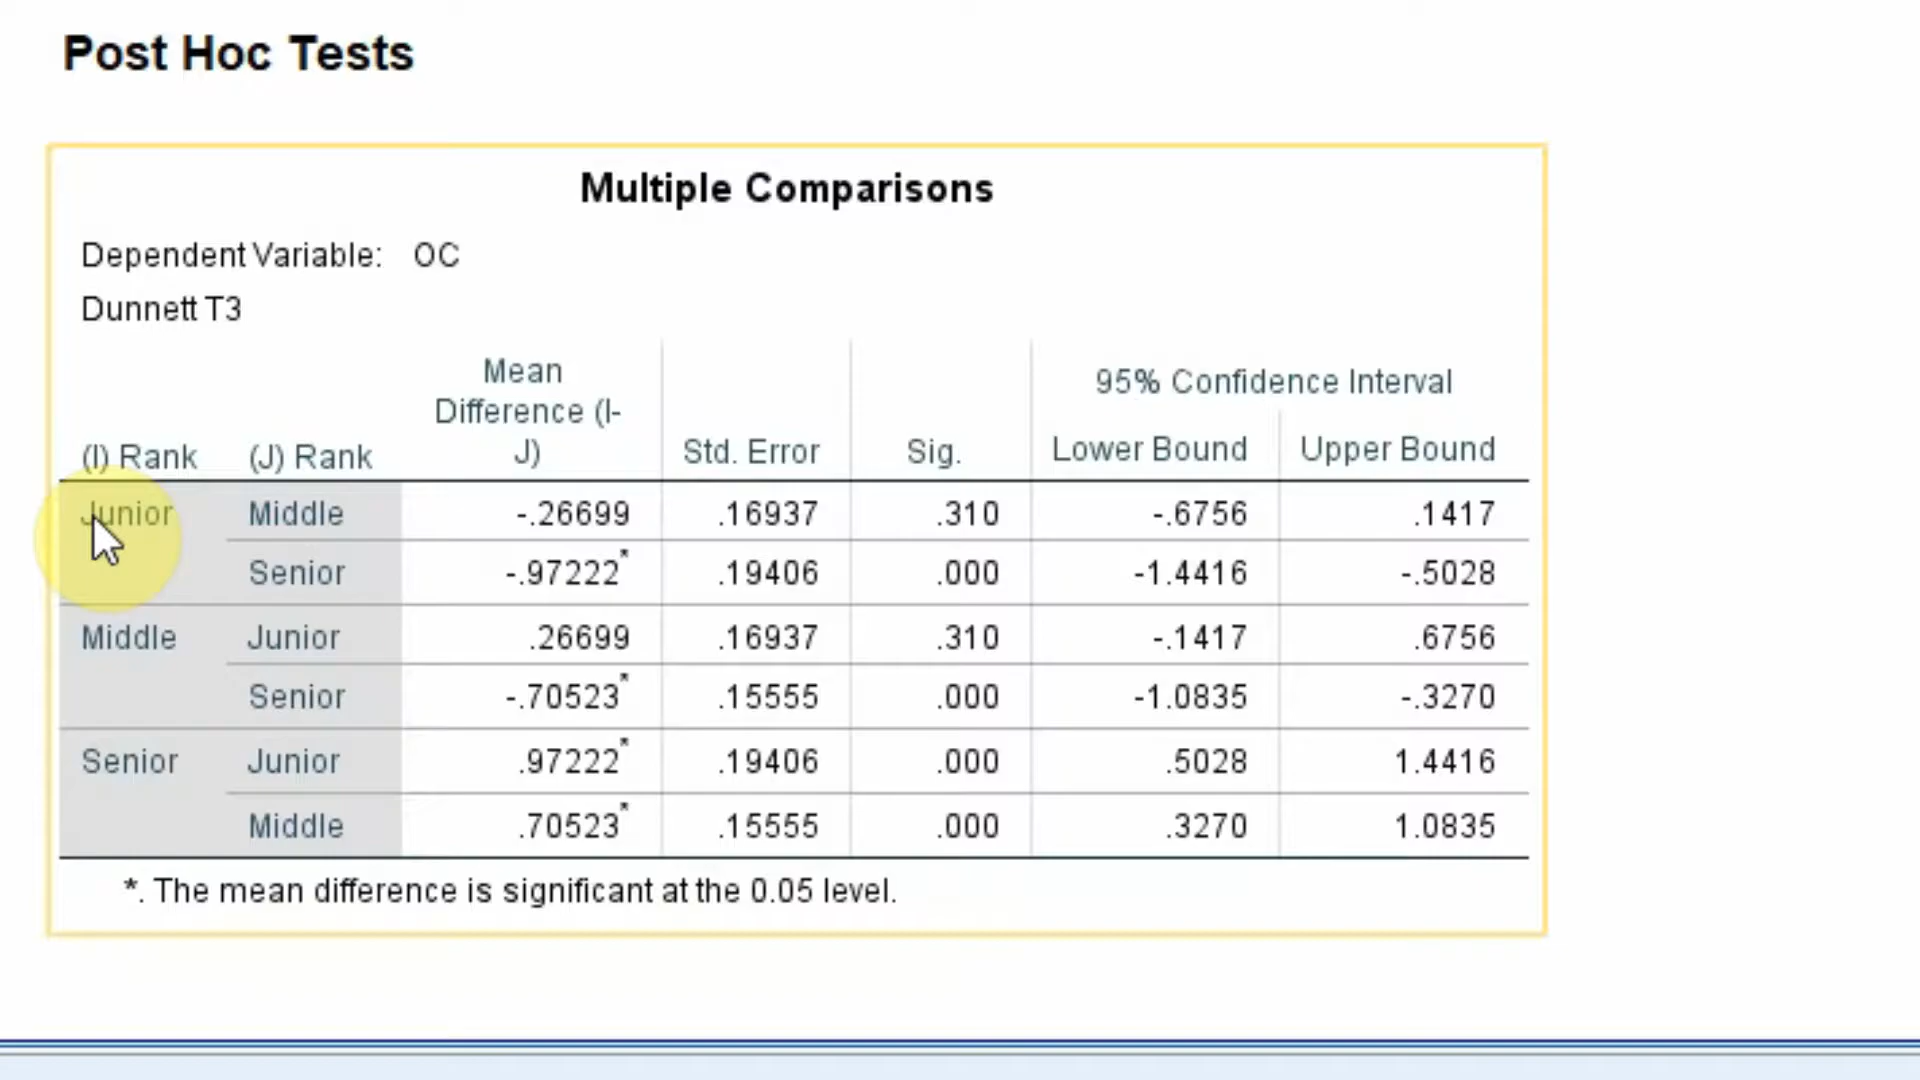 Post Hoc Tests
Multiple Comparisons
Dependent Variable: OC
Dunnett T3
(I) Rank (J) Rank Mean Difference (I-J) Std. Error Sig. 95% Confidence Interval
Lower Bound Upper Bound
Junior Middle -.26699 .16937 .310 -.6756 .1417
Senior -.97222* .19406 .000 -1.4416 -.5028
Middle Junior .26699 .16937 .310 -.1417 .6756
Senior -.70523* .15555 .000 -1.0835 -.3270
Senior Junior .97222* .19406 .000 .5028 1.4416
Middle .70523* .15555 .000 .3270 1.0835
*. The mean difference is significant at the 0.05 level.